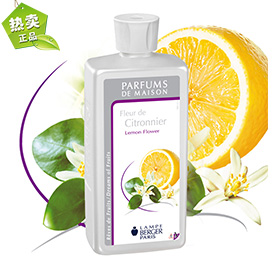 热卖
正品
PARFUMS
DE MAISON
Fleur de
Citronnier
Lemon Flower
LAMPE
BERGER
PARIS